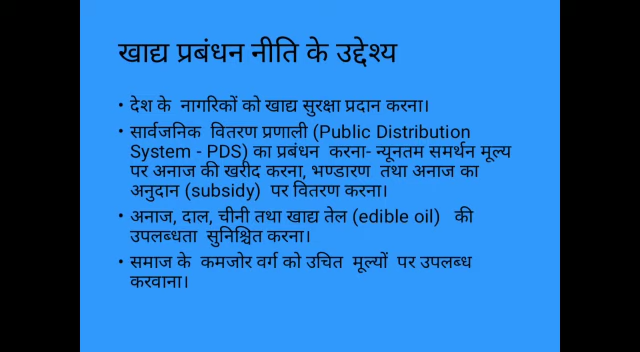 खाद्य प्रबंधन नीति के उद्देश्य
• देश के नागरिकों को खाद्य सुरक्षा प्रदान करना।
• सार्वजनिक वितरण प्रणाली (Public Distribution
System - PDS) का प्रबंधन करना- न्यूनतम समर्थन मूल्य
पर अनाज की खरीद करना, भण्डारण तथा अनाज का
अनुदान (subsidy) पर वितरण करना।
• अनाज, दाल, चीनी तथा खाद्य तेल (edible oil) की
उपलब्धता सुनिश्चित करना।
• समाज के कमजोर वर्ग को उचित मूल्यों पर उपलब्ध
करवाना।